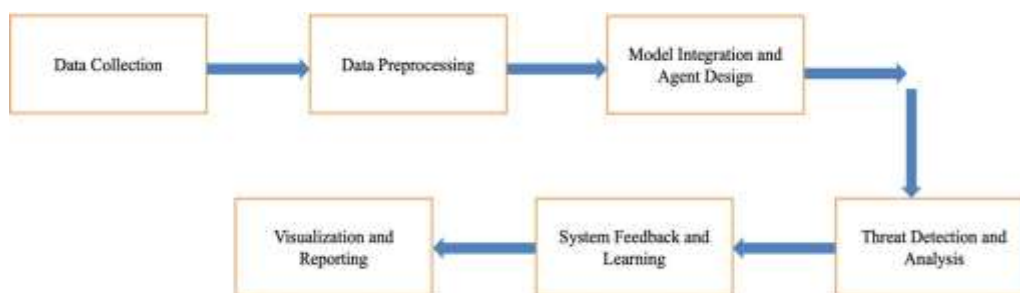 Data Collection
Data Preprocessing
Model Integration and
Agent Design
Threat Detection and
Analysis
System Feedback and
Learning
Visualization and
Reporting